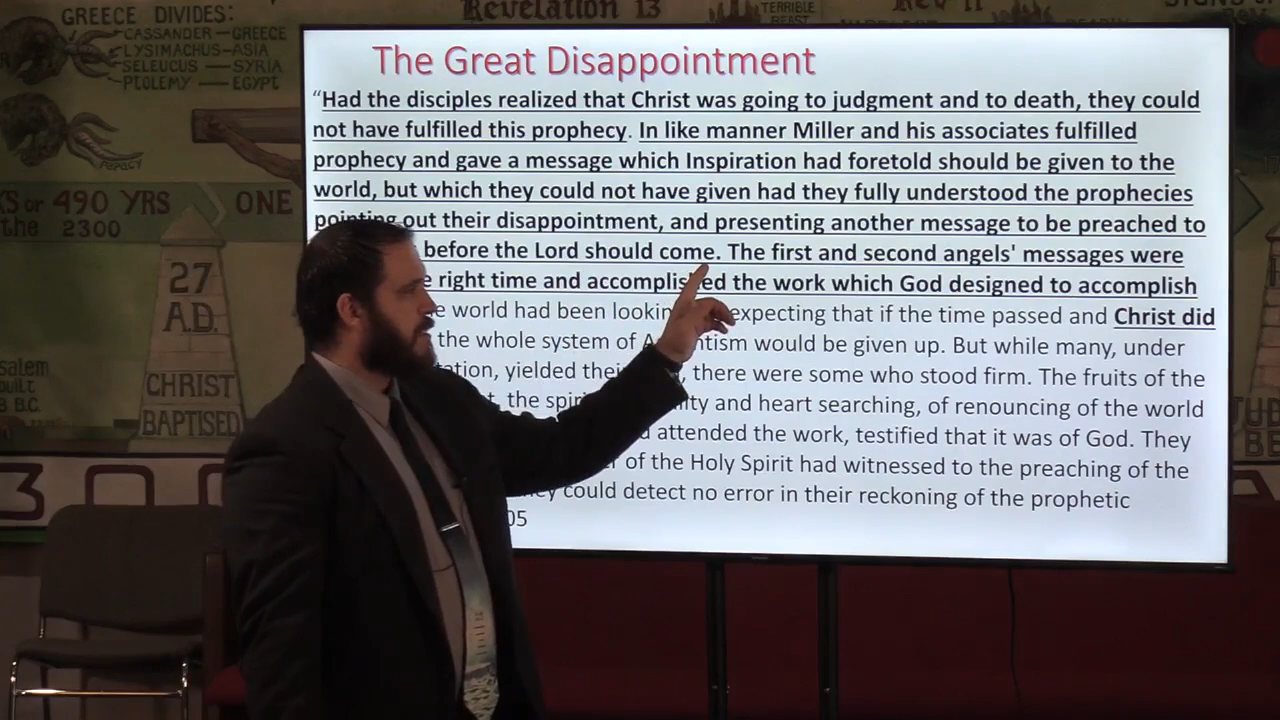 GREECE DIVIDES:
CASSANDER—GREECE
LYSIMACHUS—ASIA
SELEUCUS — SYRIA
PTOLEMY — EGYPT
PAPACY
490 YRS
ONE
the 2300
27
A.D.
CHRIST
BAPTISED
B.C.
300
Revelation 13
TERRIBLE
BEAST
Rev 11
The Great Disappointment
“Had the disciples realized that Christ was going to judgment and to death, they could
not have fulfilled this prophecy. In like manner Miller and his associates fulfilled
prophecy and gave a message which Inspiration had foretold should be given to the
world, but which they could not have given had they fully understood the prophecies
pointing out their disappointment, and presenting another message to be preached to
before the Lord should come. The first and second angels' messages were
right time and accomplished the work which God designed to accomplish
world had been looking expecting that if the time passed and Christ did
the whole system of would be given up. But while many, under
yielded their there were some who stood firm. The fruits of the
the and heart searching, of renouncing of the world
attended the work, testified that it was of God. They
of the Holy Spirit had witnessed to the preaching of the
could detect no error in their reckoning of the prophetic
05